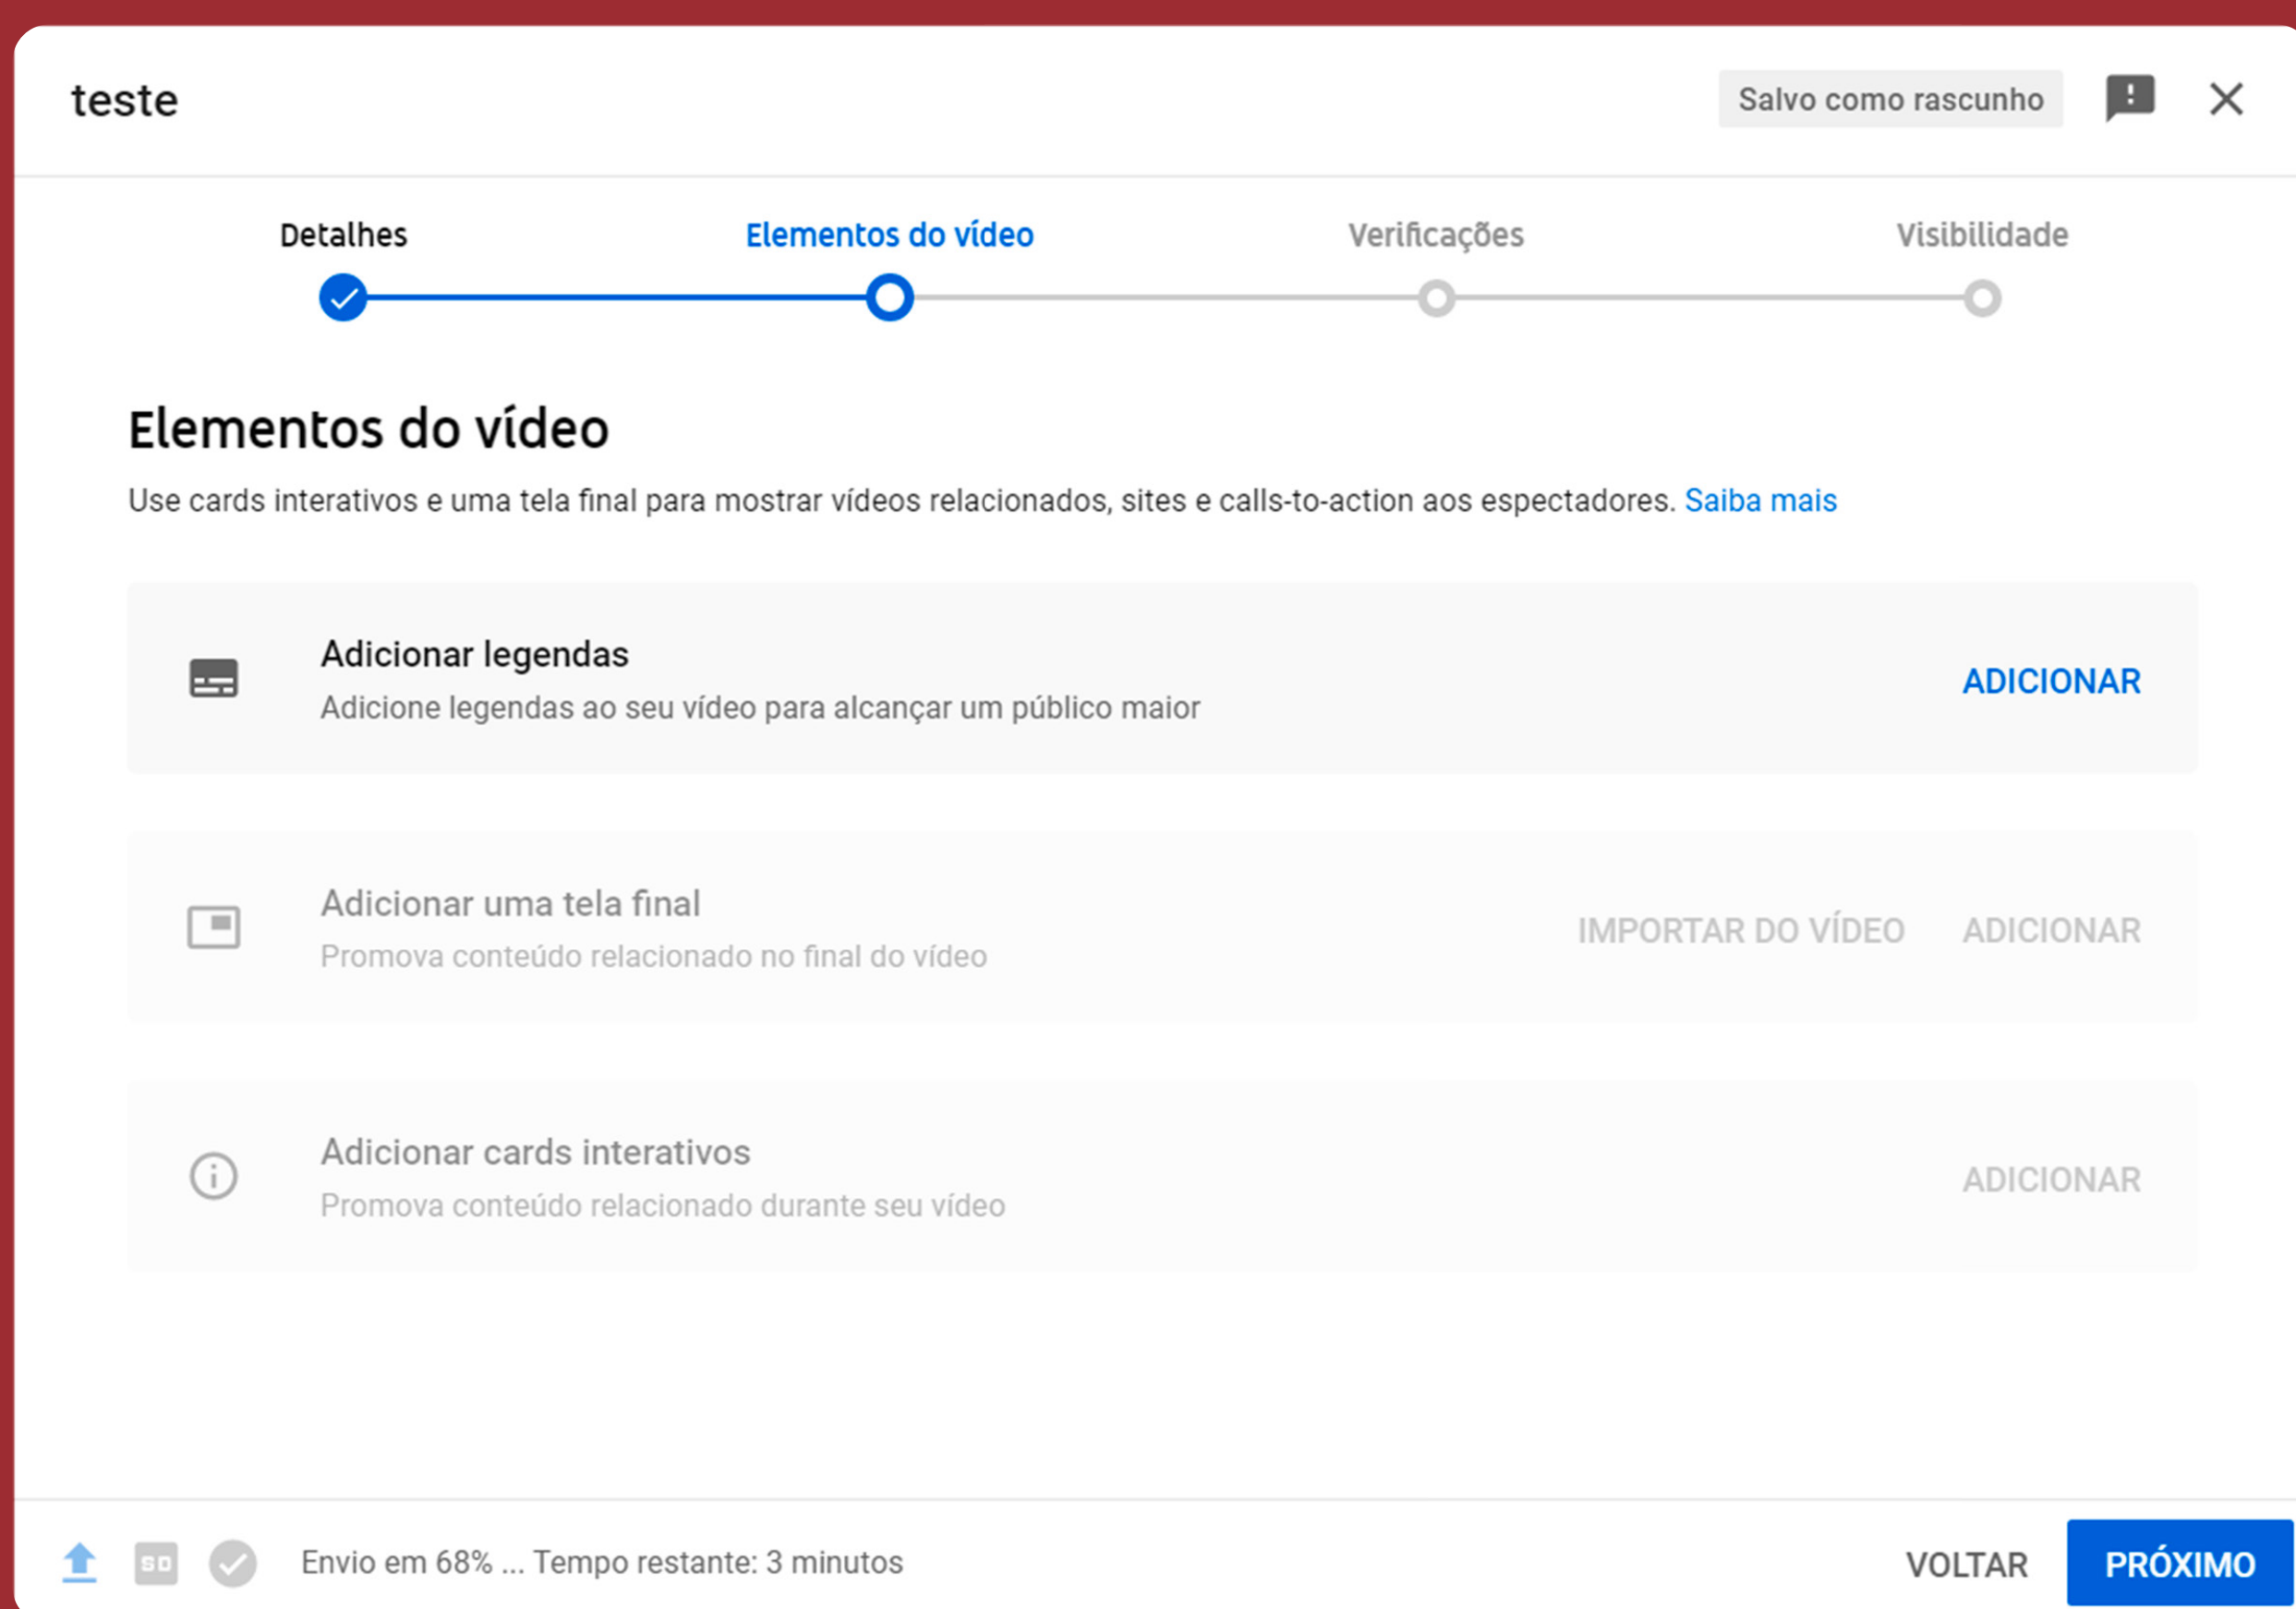 teste
Salvo como rascunho
Detalhes
Elementos do vídeo
Verificações
Visibilidade
Elementos do vídeo
Use cards interativos e uma tela final para mostrar vídeos relacionados, sites e calls-to-action aos espectadores. Saiba mais
Adicionar legendas
Adicione legendas ao seu vídeo para alcançar um público maior
ADICIONAR
Adicionar uma tela final
Promova conteúdo relacionado no final do vídeo
IMPORTAR DO VÍDEO
ADICIONAR
Adicionar cards interativos
Promova conteúdo relacionado durante seu vídeo
ADICIONAR
SD
Envio em 68% ... Tempo restante: 3 minutos
VOLTAR
PRÓXIMO